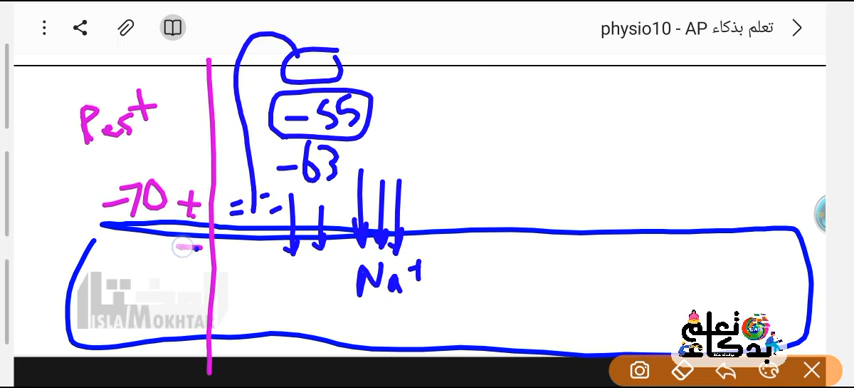 physio10 - AP تعلم بذكاء
Rest
-55
-63
-70 +
-
Na+
ISLAM MOKHTAR
تعلم
بذكاء